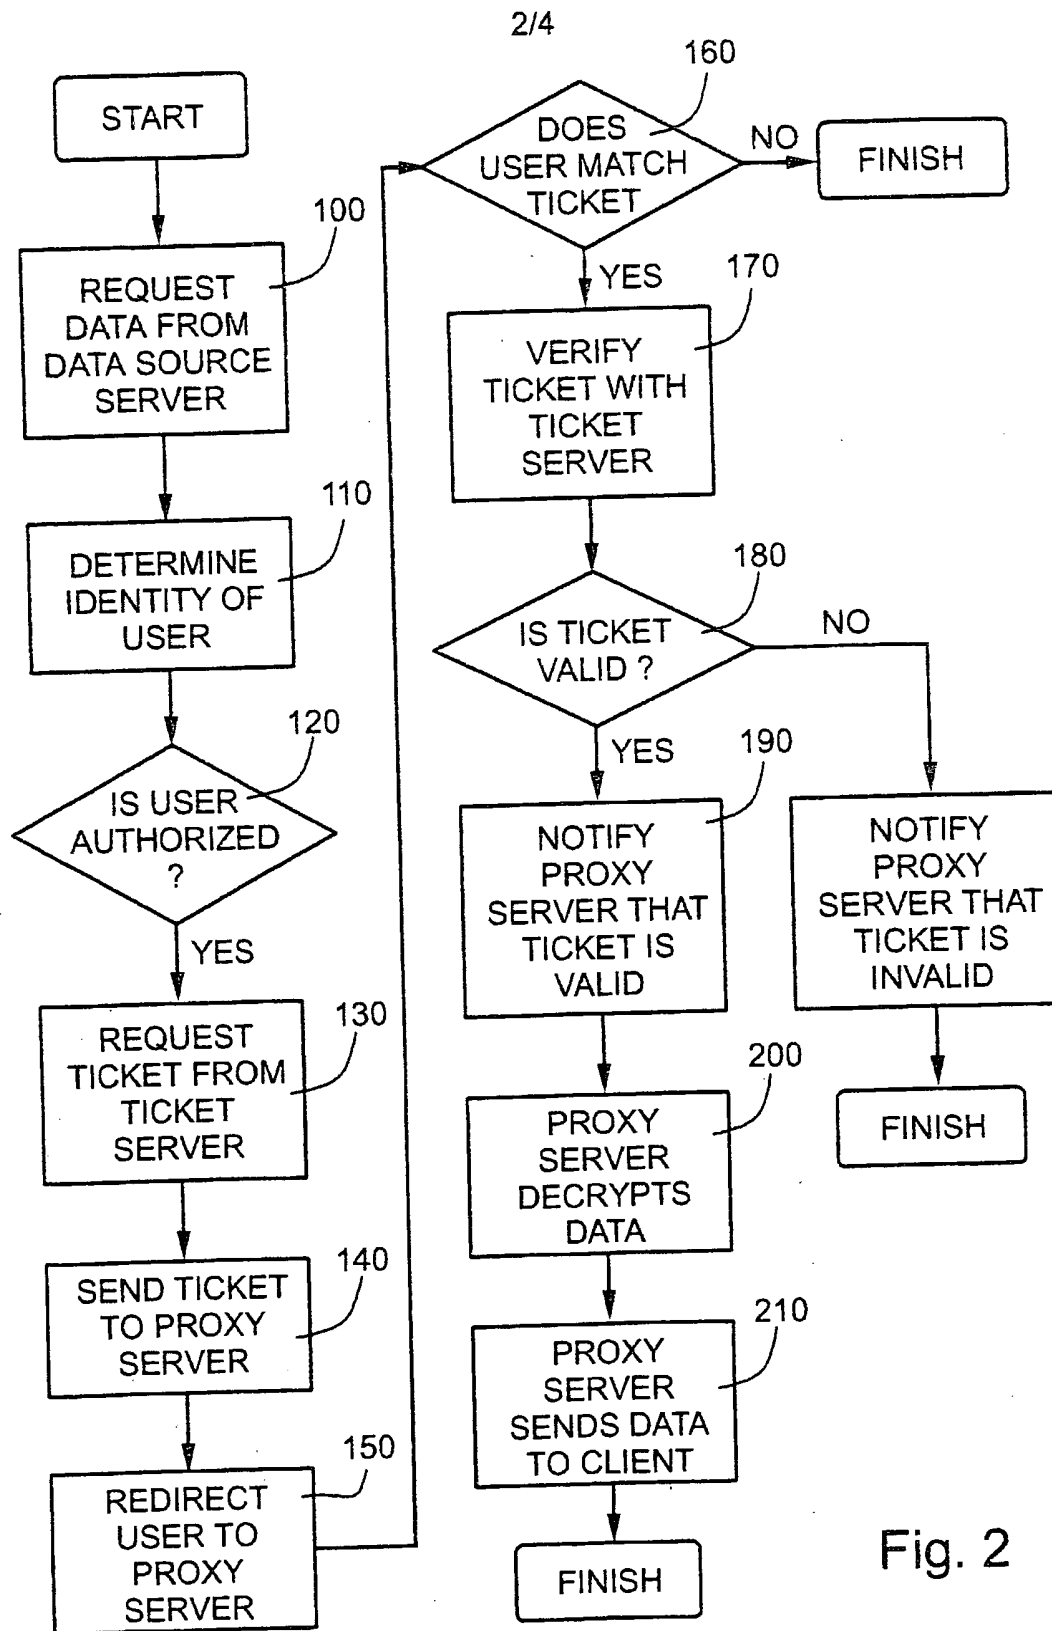 2/4
START
100
REQUEST
DATA FROM
DATA SOURCE
SERVER
110
DETERMINE
IDENTITY OF
USER
120
IS USER
AUTHORIZED
?
YES
130
REQUEST
TICKET FROM
TICKET
SERVER
140
SEND TICKET
TO PROXY
SERVER
150
REDIRECT
USER TO
PROXY
SERVER
160
DOES
USER MATCH
TICKET
NO
FINISH
YES
170
VERIFY
TICKET WITH
TICKET
SERVER
180
IS TICKET
VALID ?
NO
YES
190
NOTIFY
PROXY
SERVER THAT
TICKET IS
VALID
NOTIFY
PROXY
SERVER THAT
TICKET IS
INVALID
FINISH
200
PROXY
SERVER
DECRYPTS
DATA
210
PROXY
SERVER
SENDS DATA
TO CLIENT
FINISH
Fig. 2